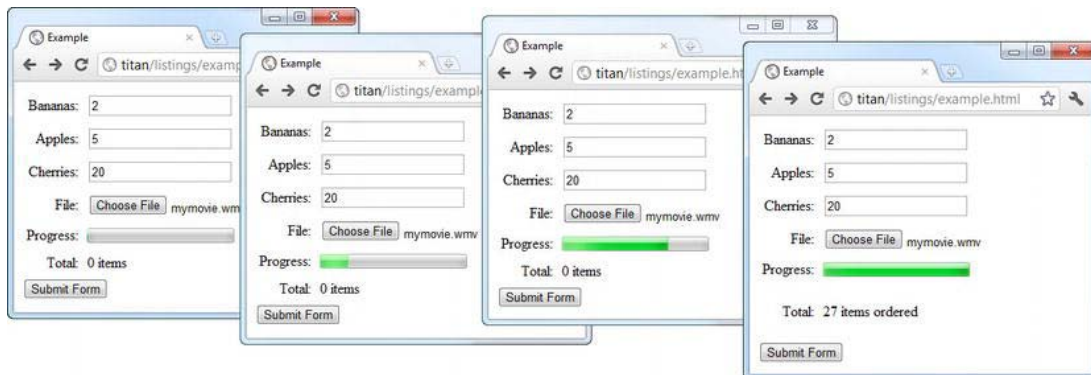 Example
titan/listings/examp
Bananas: 2
Apples: 5
Cherries: 20
File: Choose File mymovie.wm
Progress:
Total: 0 items
Submit Form
Example
titan/listings/example
Bananas: 2
Apples: 5
Cherries: 20
File: Choose File mymovie.wmv
Progress:
Total: 0 items
Submit Form
Example
titan/listings/example.ht
Bananas: 2
Apples: 5
Cherries: 20
File: Choose File mymovie.wmv
Progress:
Total: 0 items
Submit Form
Example
titan/listings/example.html
Bananas: 2
Apples: 5
Cherries: 20
File: Choose File mymovie.wmv
Progress:
Total: 27 items ordered
Submit Form